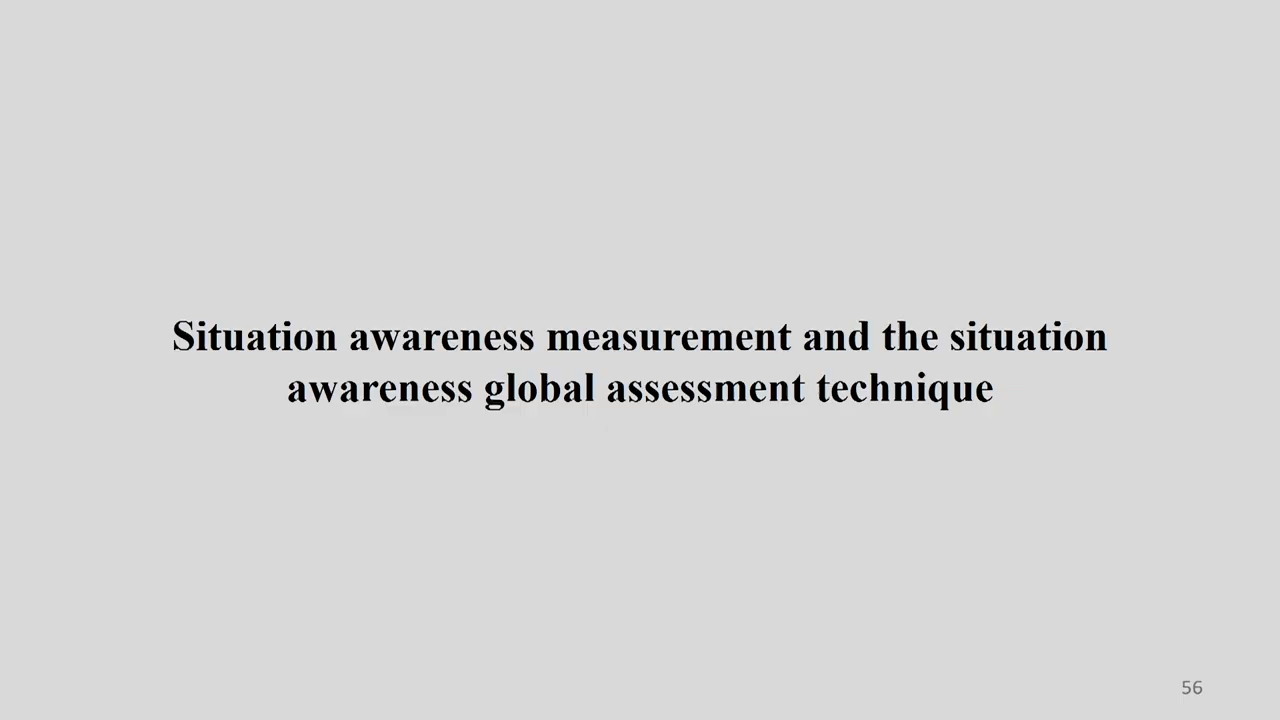 Situation awareness measurement and the situation
awareness global assessment technique
56